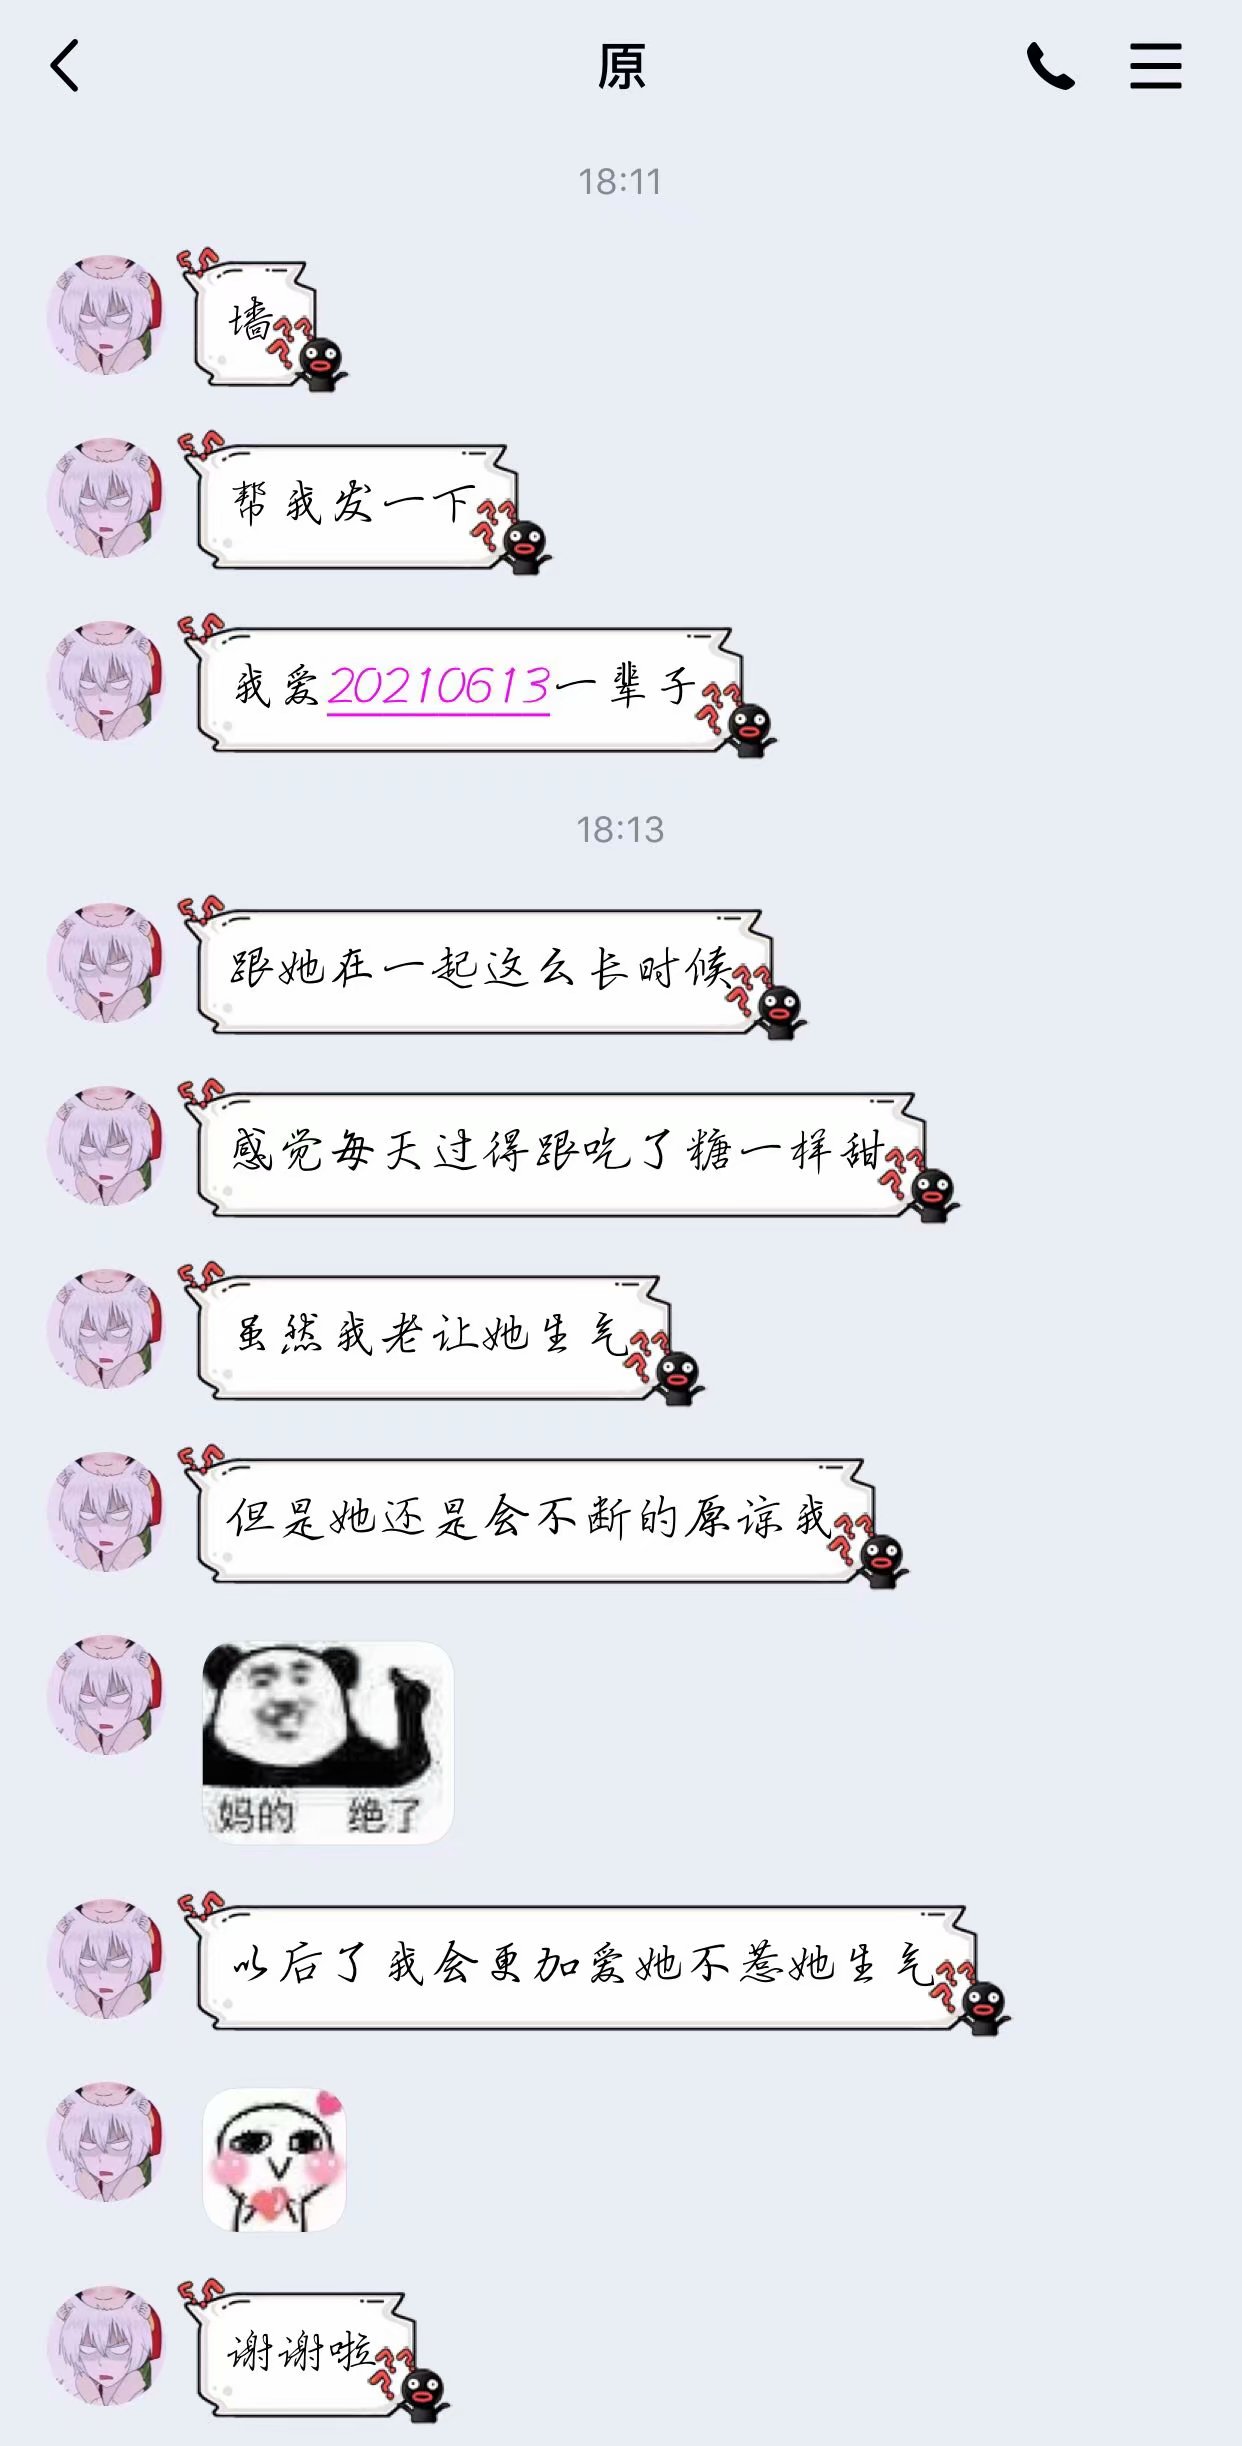 原
18:11
墙
帮我发一下
我爱20210613一辈子
18:13
跟她在一起这么长时候
感觉每天过得跟吃了糖一样甜
虽然我老让她生气
但是她还是会不断的原谅我
妈的 绝了
以后了我会更加爱她不惹她生气
谢谢啦